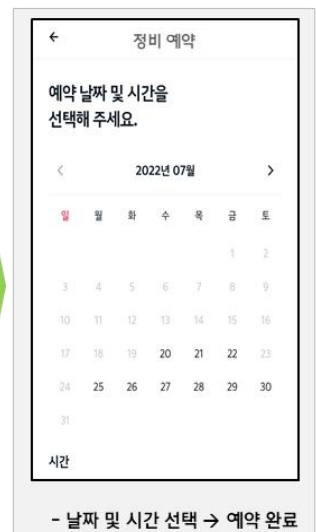 ← 정비 예약
예약 날짜 및 시간을
선택해 주세요.
< 2022년 07월 >
일 월 화 수 목 금 토
1 2
3 4 5 6 7 8 9
10 11 12 13 14 15 16
17 18 19 20 21 22 23
24 25 26 27 28 29 30
31
시간
- 날짜 및 시간 선택 → 예약 완료